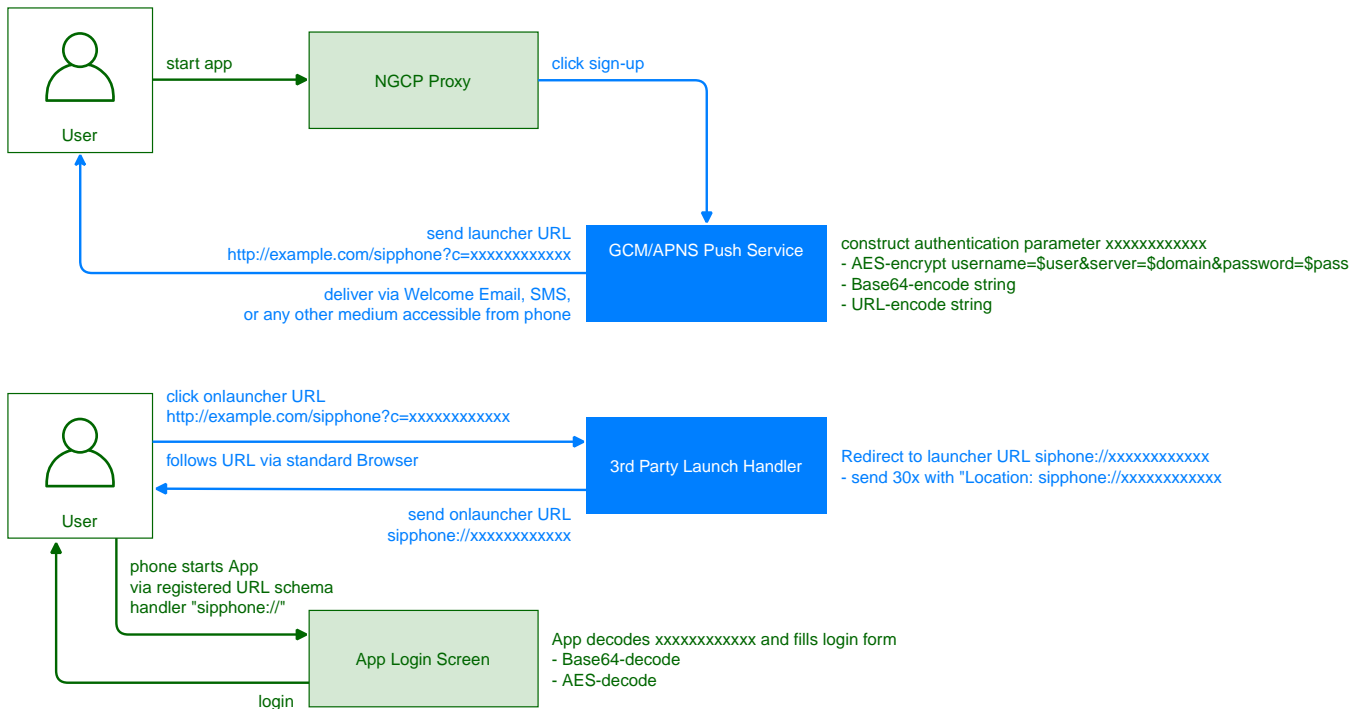 start app
NGCP Proxy
click sign-up
User
send launcher URL
http://example.com/sipphone?c=xxxxxxxxxxxx
deliver via Welcome Email, SMS,
or any other medium accessible from phone
GCM/APNS Push Service
construct authentication parameter xxxxxxxxxxxx
- AES-encrypt username=$user&server=$domain&password=$pass
- Base64-encode string
- URL-encode string
click onlauncher URL
http://example.com/sipphone?c=xxxxxxxxxxxx
follows URL via standard Browser
User
3rd Party Launch Handler
Redirect to launcher URL siphone://xxxxxxxxxxxx
- send 30x with "Location: sipphone://xxxxxxxxxxxx
send onlauncher URL
sipphone://xxxxxxxxxxxx
phone starts App
via registered URL schema
handler "sipphone://"
App Login Screen
App decodes xxxxxxxxxxxx and fills login form
- Base64-decode
- AES-decode
login